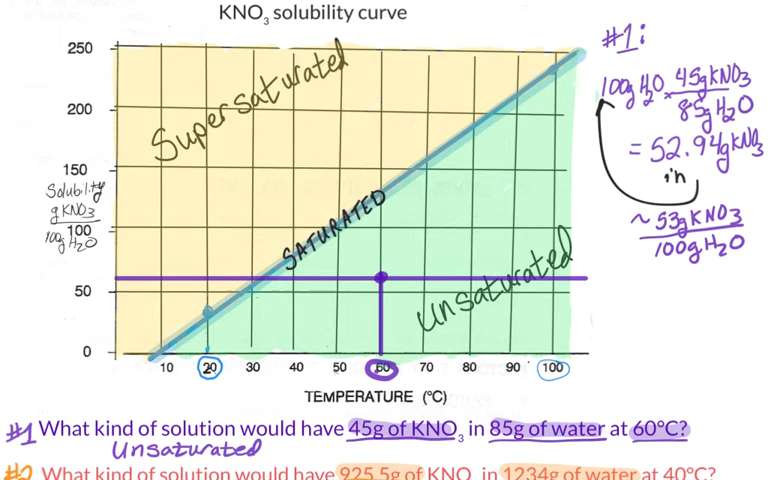 KNO3 solubility curve
#1:
100g H2O × 45g KNO3
85g H2O
= 52.94g KNO3
in
~53g KNO3
100g H2O
250
200
150
100
50
0
Solubility
g KNO3
100g H2O
Supersaturated
SATURATED
Unsaturated
10 20 30 40 50 60 70 80 90 100
TEMPERATURE (°C)
#1 What kind of solution would have 45g of KNO3 in 85g of water at 60°C?
Unsaturated
#2 What kind of solution would have 925.5g of KNO in 1234g of water at 40°C?